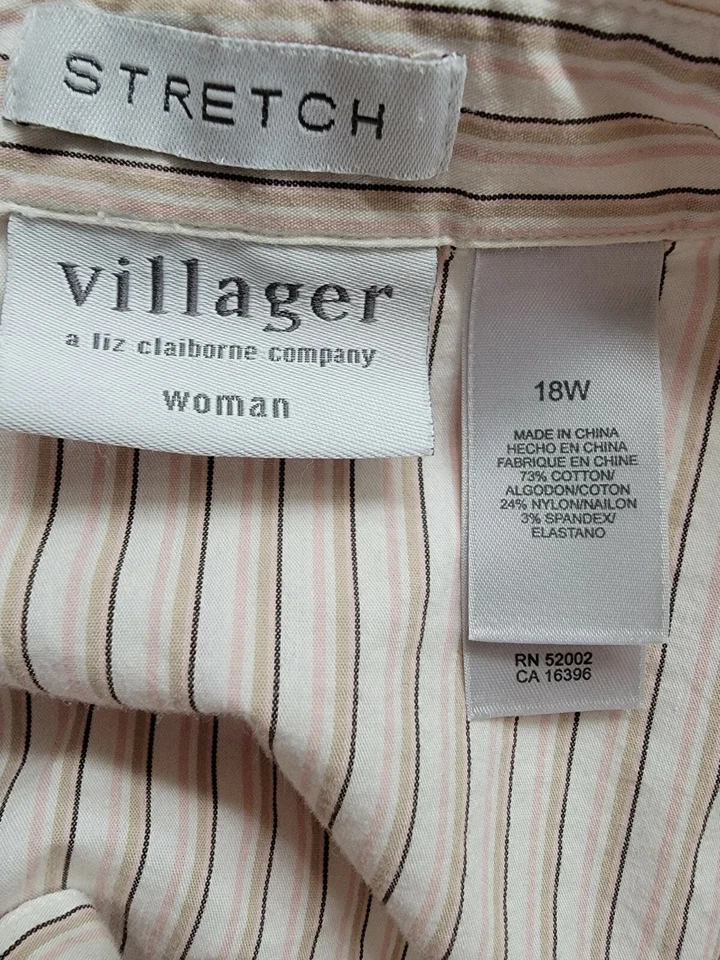 STRETCH
villager
a liz claiborne company
woman
18W
MADE IN CHINA
HECHO EN CHINA
FABRIQUE EN CHINE
73% COTTON/
ALGODON/COTON
24% NYLON/NAILON
3% SPANDEX/
ELASTANO
RN 52002
CA 16396